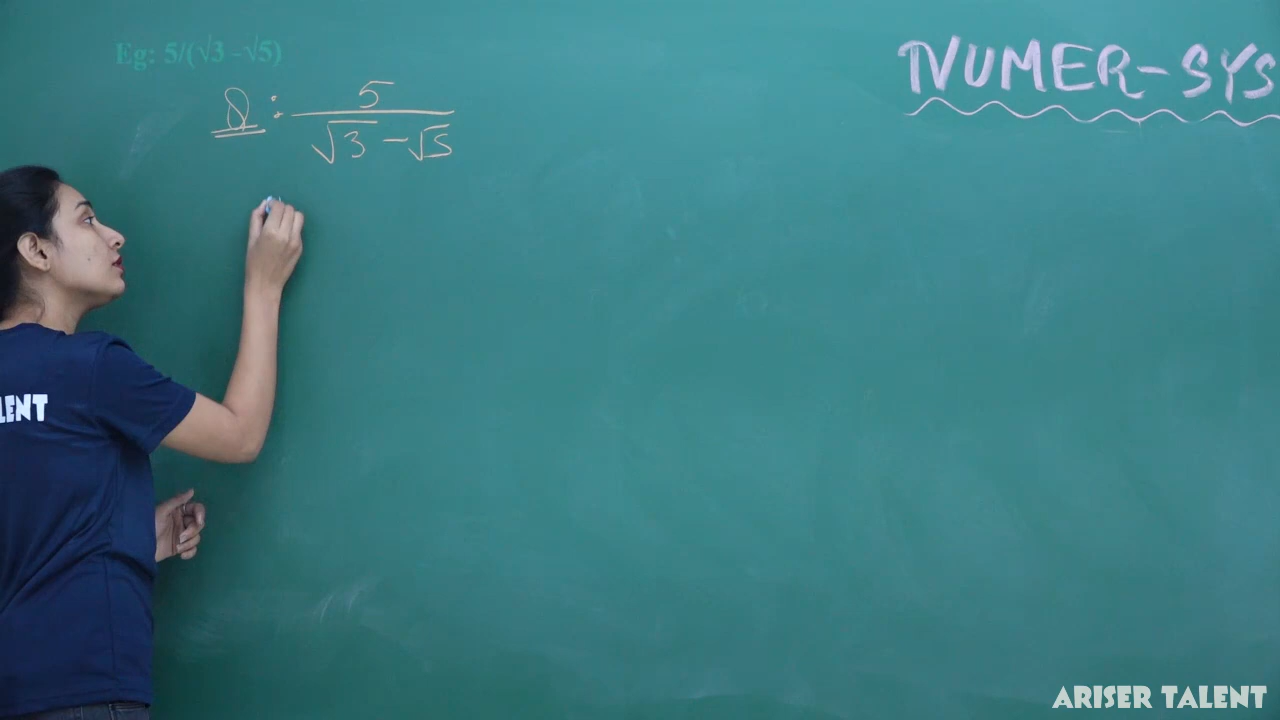 Eg: 5/(√3 -√5)
NUMER-SYS
Q : 5
√3 -√5
LENT
ARISER TALENT